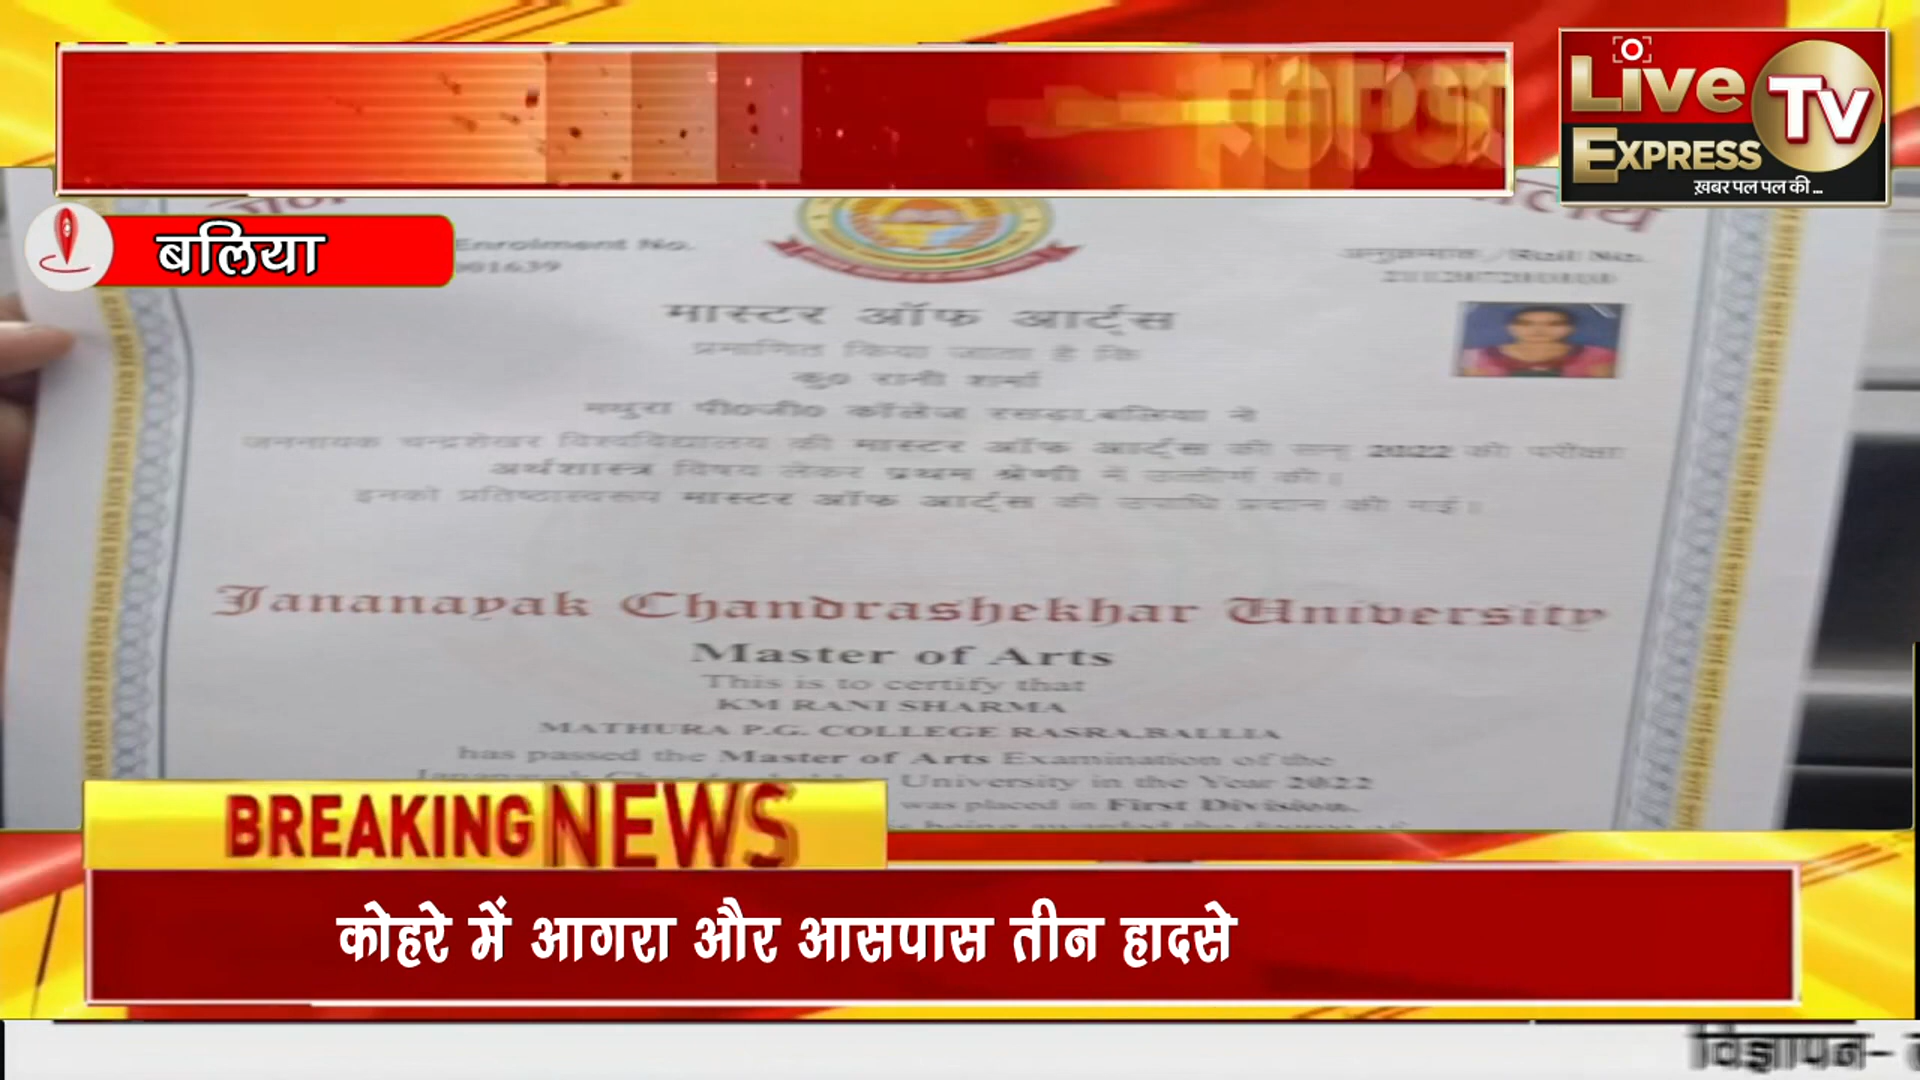 Live
TV
EXPRESS
ख़बर पल पल की...
बलिया
Enrolment No.
मास्टर ऑफ आर्ट्स
प्रमाणित किया जाता है कि
कु० रानी शर्मा
मथुरा पी०जी० कॉलेज रसड़ा,बलिया ने
जननायक चन्द्रशेखर विश्वविद्यालय की मास्टर ऑफ आर्ट्स की सन् 2022 की परीक्षा
अर्थशास्त्र विषय लेकर प्रथम श्रेणी में उत्तीर्ण की।
इनको प्रतिष्ठास्वरूप मास्टर ऑफ आर्ट्स की उपाधि प्रदान की गई।
अनुक्रमांक / Roll No.
Jananayak Chandrashekhar University
Master of Arts
This is to certify that
KM RANI SHARMA
MATHURA P.G. COLLEGE RASRA,BALLIA
has passed the Master of Arts Examination of the
University in the Year 2022
was placed in First Division.
BREAKING NEWS
कोहरे में आगरा और आसपास तीन हादसे
विज्ञापन-